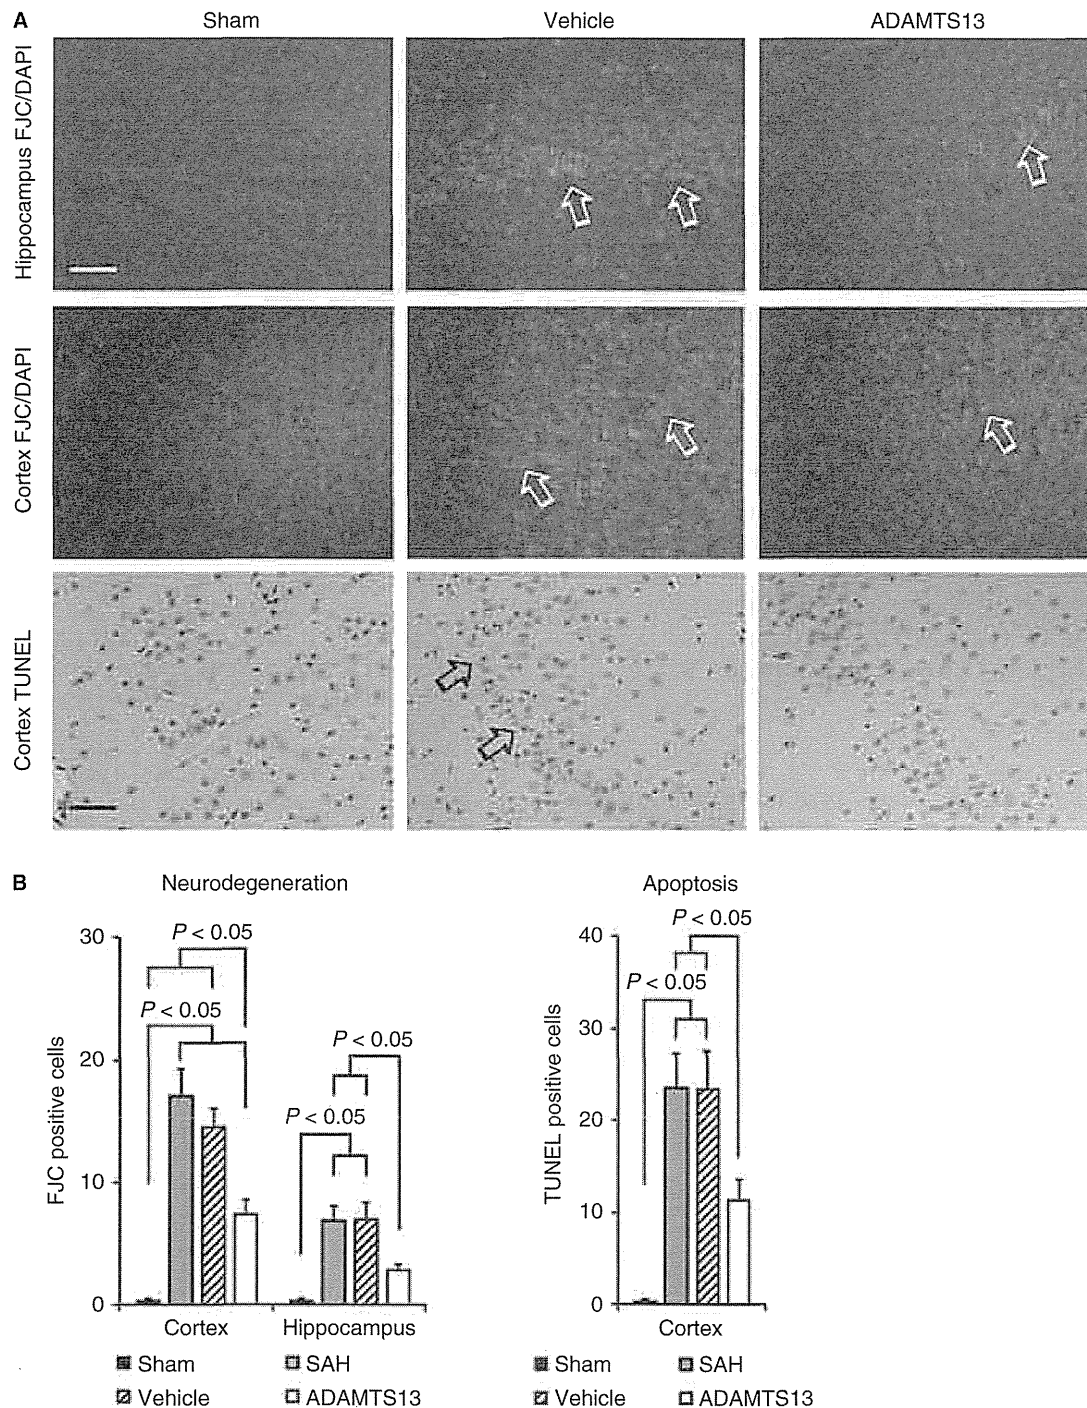 A
Sham
Vehicle
ADAMTS13
Hippocampus FJC/DAPI
Cortex FJC/DAPI
Cortex TUNEL
B
Neurodegeneration
FJC positive cells
30
20
10
0
P < 0.05
P < 0.05
P < 0.05
P < 0.05
Cortex
Hippocampus
Sham
SAH
Vehicle
ADAMTS13
Apoptosis
TUNEL positive cells
40
30
20
10
0
P < 0.05
P < 0.05
Cortex
Sham
SAH
Vehicle
ADAMTS13